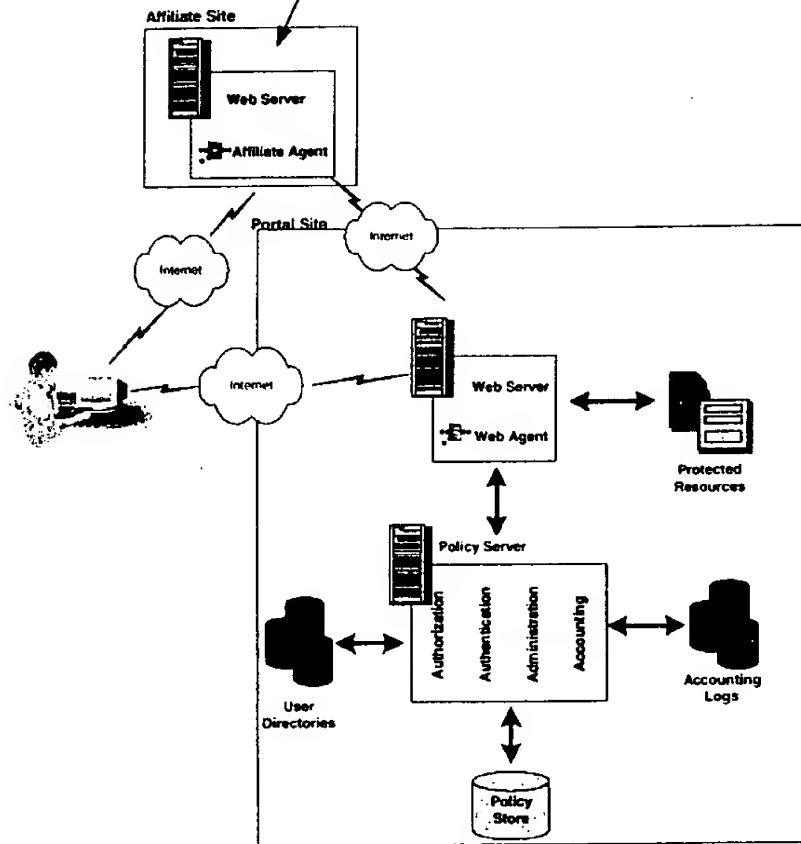 Affiliate Site
Web Server
Affiliate Agent
Portal Site
Internet
Internet
Internet
Web Server
Web Agent
Protected
Resources
Policy Server
Authorization
Authentication
Administration
Accounting
User
Directories
Accounting
Logs
Policy
Store